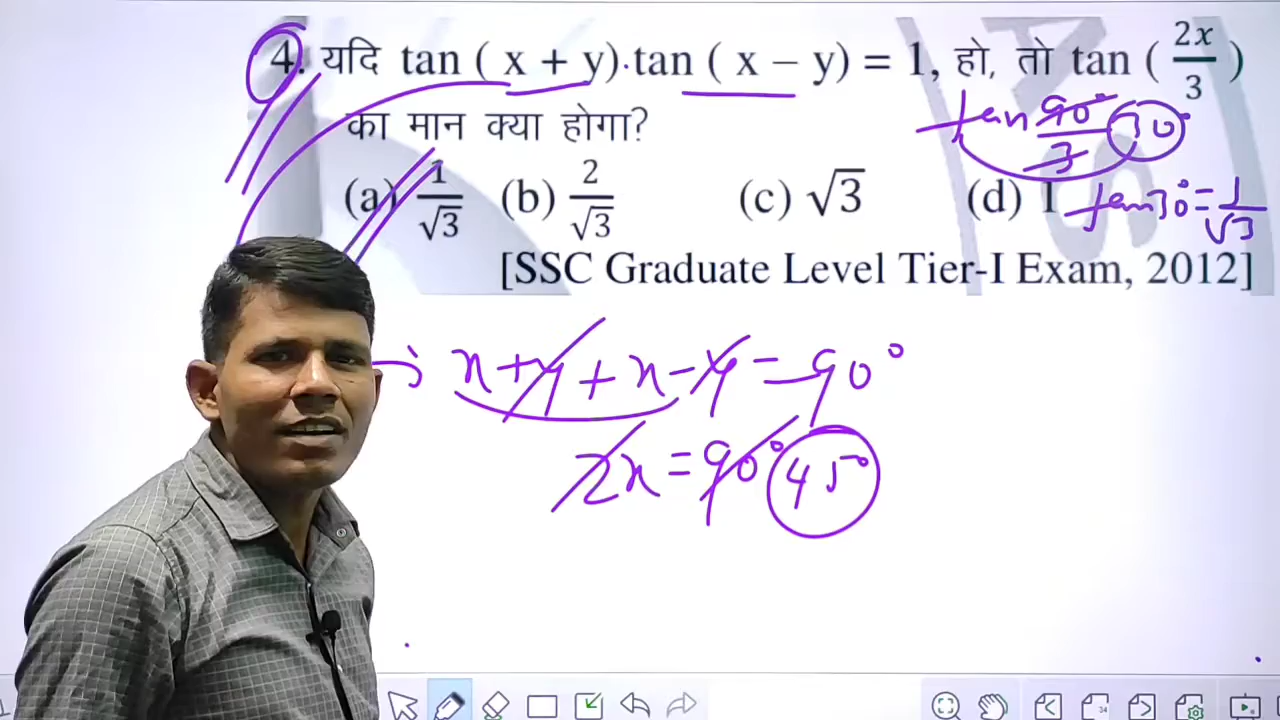 4. यदि tan ( x + y)·tan ( x – y) = 1, हो, तो tan ( 2x/3 )
का मान क्या होगा?
tan 90°/3 30°
(a) 1/√3 (b) 2/√3 (c) √3 (d) 1
tan30° = 1/√3
[SSC Graduate Level Tier-I Exam, 2012]
⇒ x + y + x - y = 90°
2x = 90° 45°